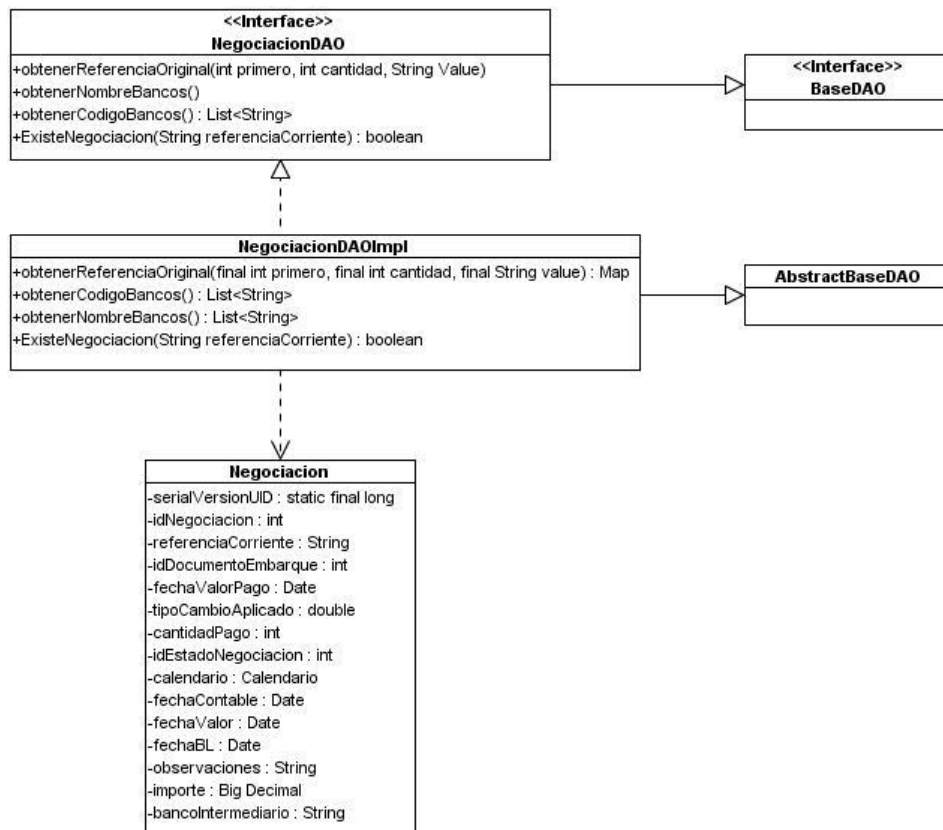 <<Interface>>
NegociacionDAO
+obtenerReferenciaOriginal(int primero, int cantidad, String Value)
+obtenerNombreBancos()
+obtenerCodigoBancos() : List<String>
+ExisteNegociacion(String referenciaCorriente) : boolean
<<Interface>>
BaseDAO
NegociacionDAOImpl
+obtenerReferenciaOriginal(final int primero, final int cantidad, final String value) : Map
+obtenerCodigoBancos() : List<String>
+obtenerNombreBancos() : List<String>
+ExisteNegociacion(String referenciaCorriente) : boolean
AbstractBaseDAO
Negociacion
-serialVersionUID : static final long
-idNegociacion : int
-referenciaCorriente : String
-idDocumentoEmbarque : int
-fechaValorPago : Date
-tipoCambioAplicado : double
-cantidadPago : int
-idEstadoNegociacion : int
-calendario : Calendario
-fechaContable : Date
-fechaValor : Date
-fechaBL : Date
-observaciones : String
-importe : Big Decimal
-bancoIntermediario : String